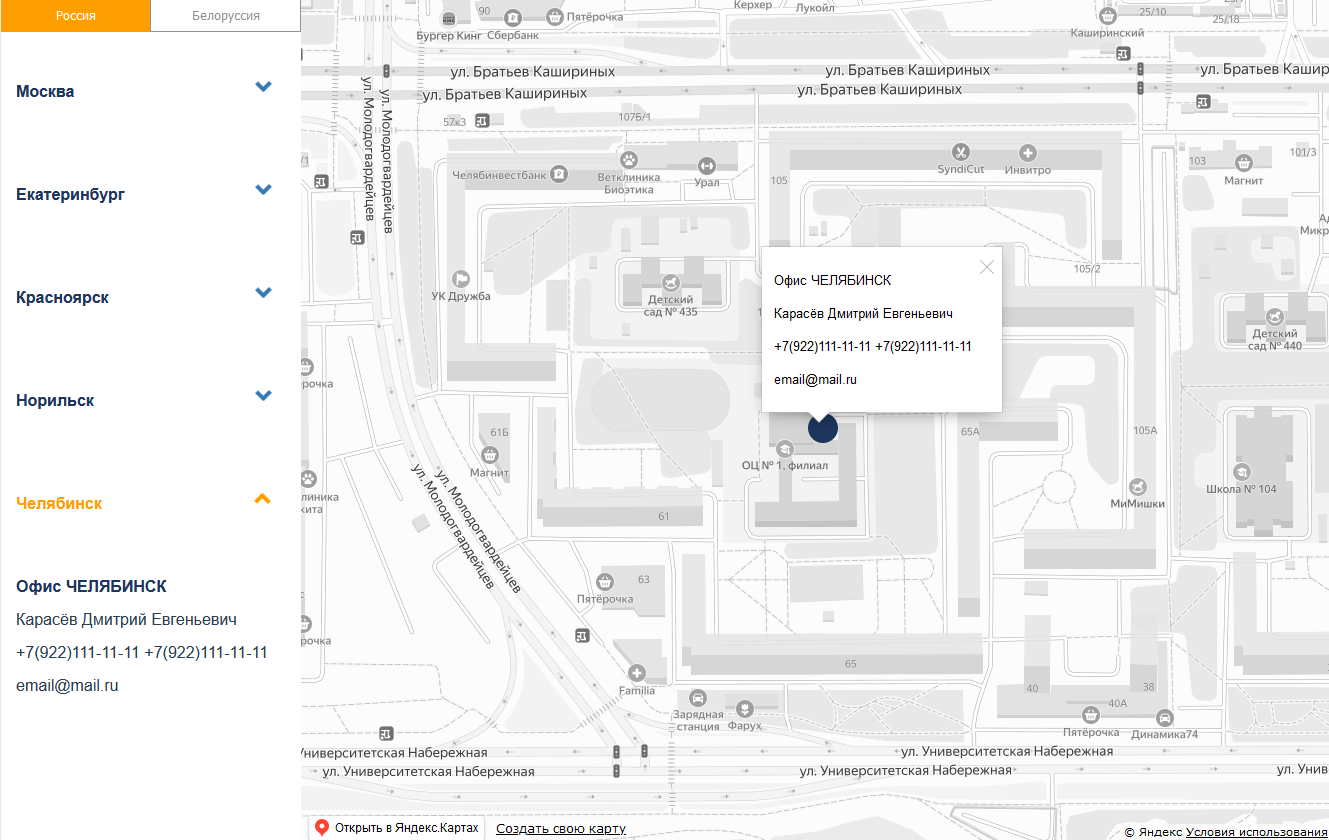 Россия
Белоруссия
Москва
Екатеринбург
Красноярск
Норильск
Челябинск
Офис ЧЕЛЯБИНСК
Карасёв Дмитрий Евгеньевич
+7(922)111-11-11 +7(922)111-11-11
email@mail.ru
90
Бургер Кинг
Сбербанк
Пятёрочка
Керхер
Лукойл
25/10
25/18
Каширинский
ул. Братьев Кашириных
ул. Братьев Кашириных
ул. Братьев Кашир
ул. Братьев Кашириных
ул. Братьев Кашириных
ул. Молодогвардейцев
ул. Молодогвардейцев
57к3
107Б/1
/1
Челябинвестбанк
Ветклиника
Биоэтика
Урал
105
SyndiCut
Инвитро
103
Магнит
101/3
Микр
105/2
УК Дружба
Детский
сад № 435
Офис ЧЕЛЯБИНСК
Карасёв Дмитрий Евгеньевич
+7(922)111-11-11 +7(922)111-11-11
email@mail.ru
Детский
сад № 440
рочка
61Б
Магнит
65А
105А
ОЦ № 1, филиал
Школа № 104
МиМишки
линика
кита
61
ул. Молодогвардейцев
ул. Молодогвардейцев
63
Пятёрочка
рочка
65
Familia
40
38
40А
Зарядная
станция
Фарух
Пятёрочка
Динамика74
Университетская Набережная
ул. Университетская Набережная
ул. Университетская Набережная
ул. Университетская Набережная
ул. Унив
Открыть в Яндекс.Картах
Создать свою карту
© Яндекс Условия использования